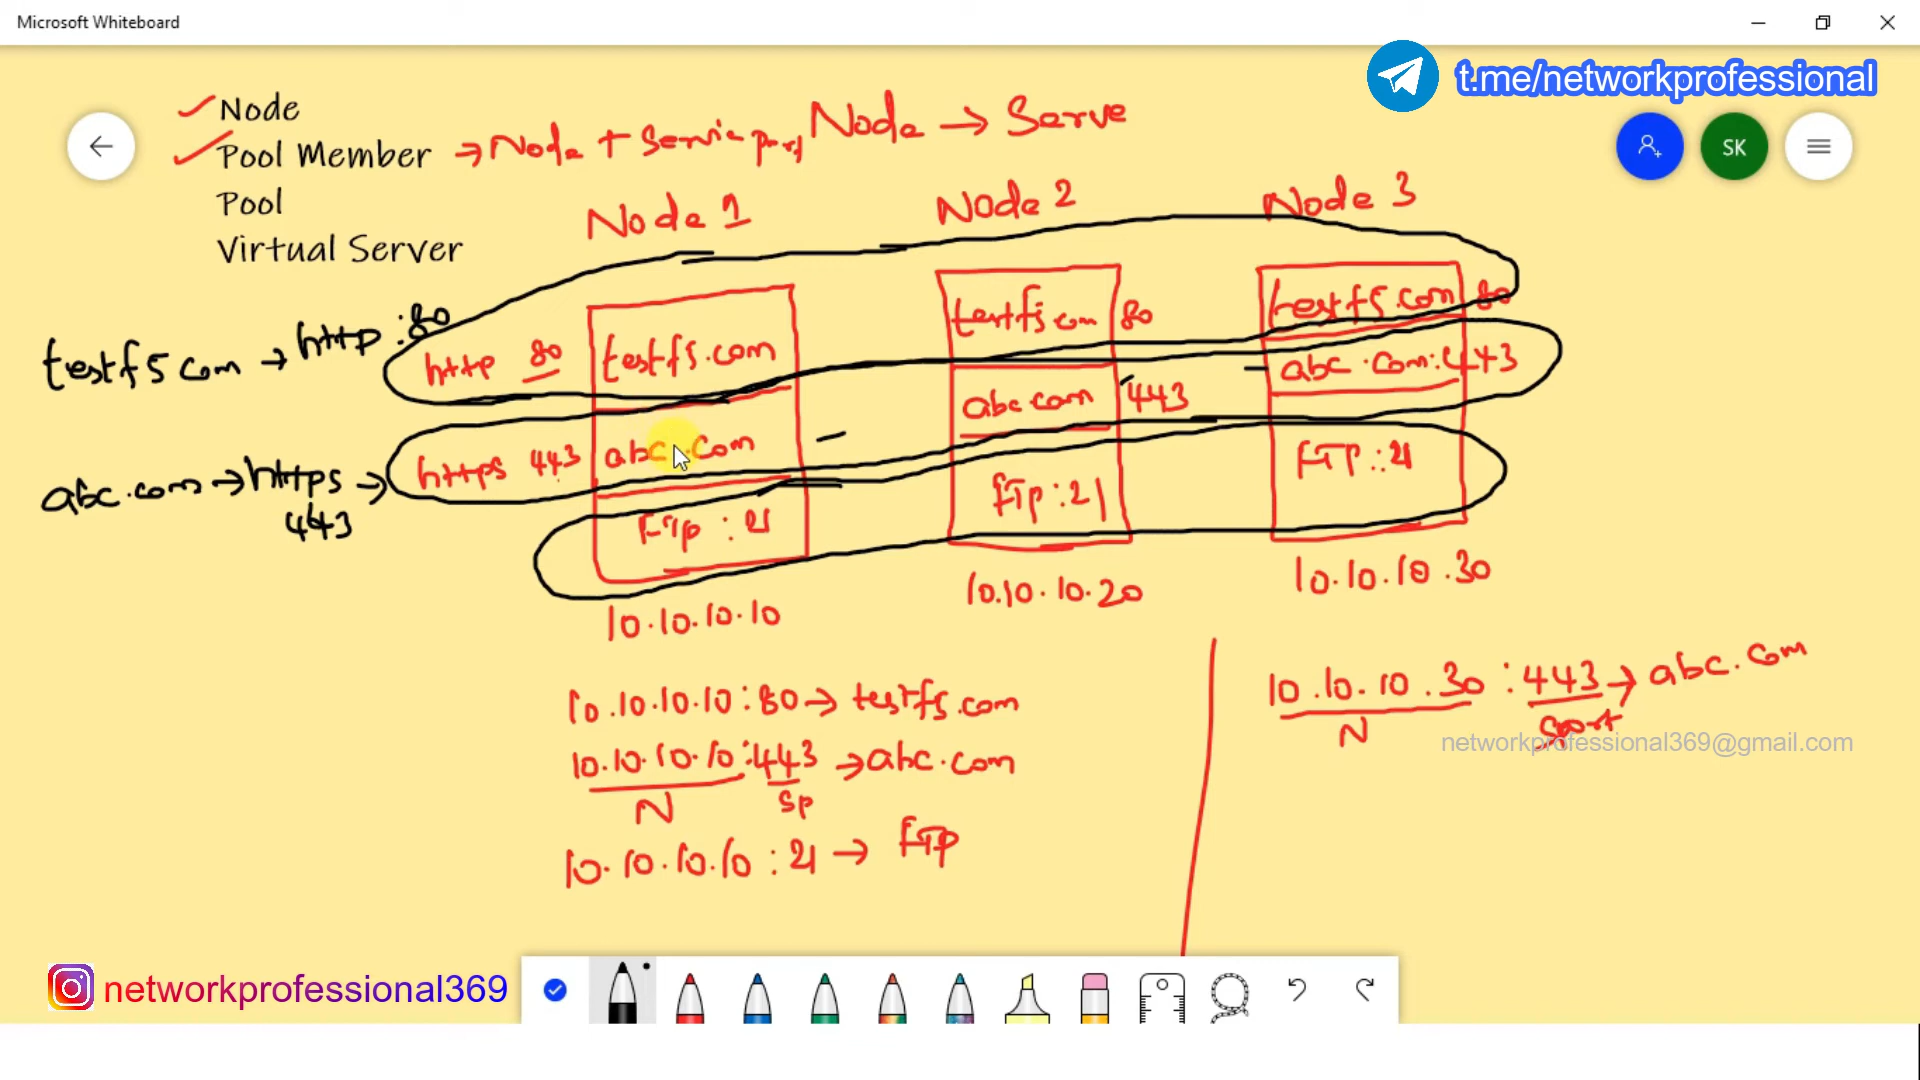 Microsoft Whiteboard
t.me/networkprofessional
Node
Pool Member → Node + Service port
Node → Serve
Pool
Virtual Server
SK
Node 1
Node 2
Node 3
testf5 com → http :80
http 80 testf5.com
testf5 com 80
testf5.com 80
abc.com → https →
443
https 443 abc.com
abc com 443
abc.com:443
FTP : 21
FTP :21
FTP :21
10.10.10.10
10.10.10.20
10.10.10.30
10.10.10.10:80 → testf5.com
10.10.10.10:443 → abc.com
N
SP
10.10.10.10 : 21 → FTP
10.10.10.30 : 443 → abc.com
N
Sport
networkprofessional369@gmail.com
networkprofessional369